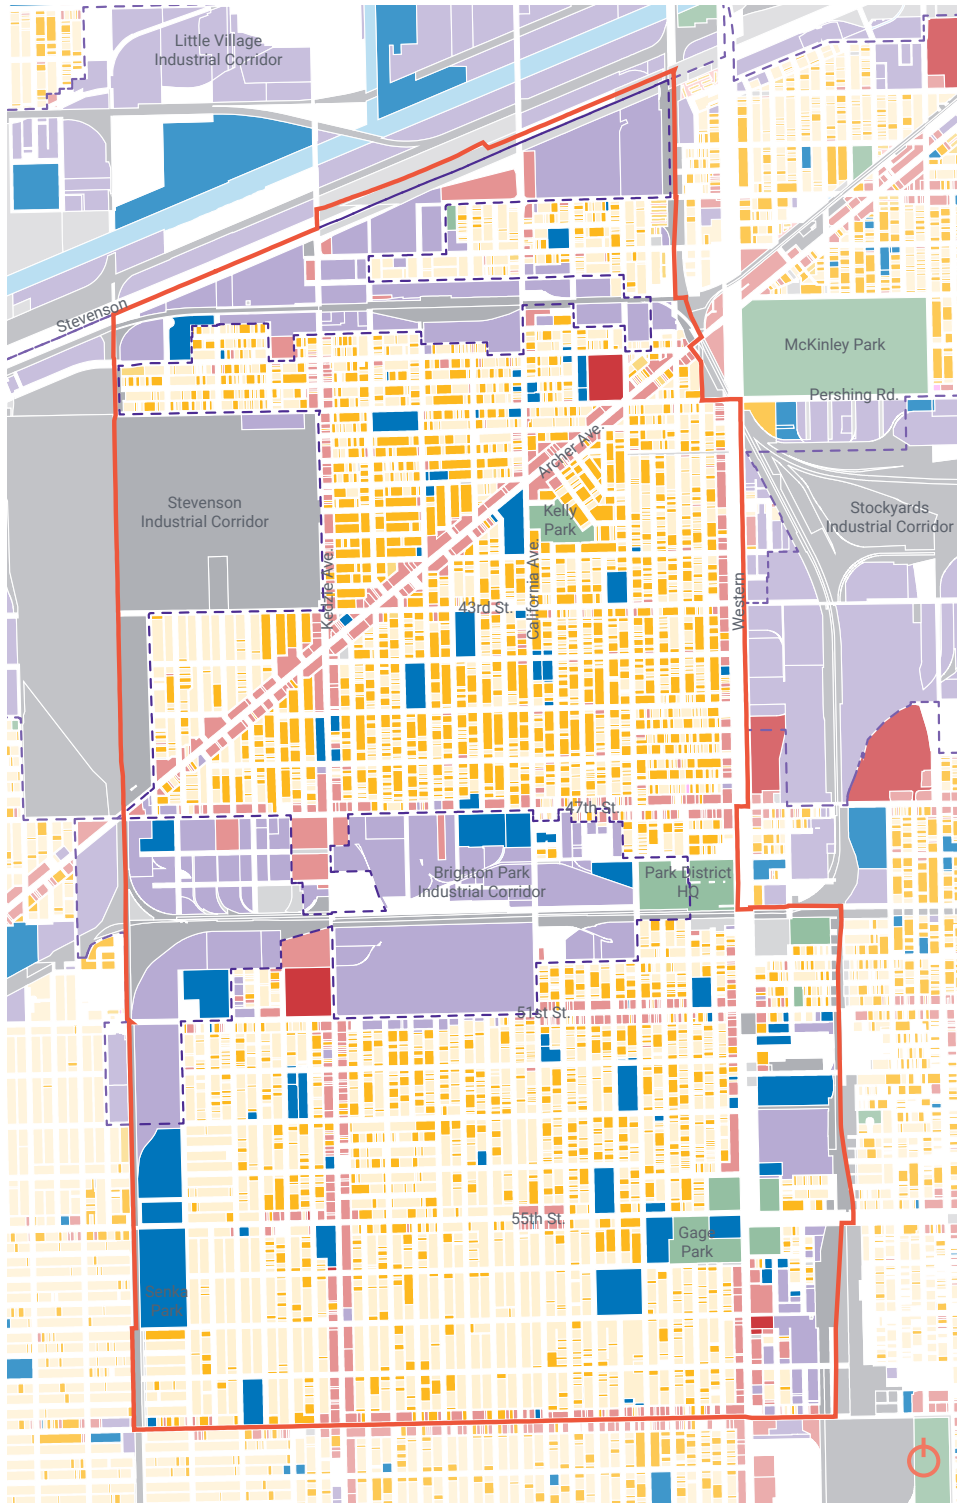 Little Village
Industrial Corridor
Stevenson
McKinley Park
Pershing Rd.
Archer Ave.
Stevenson
Industrial Corridor
Kelly
Park
Stockyards
Industrial Corridor
Kedzie Ave.
California Ave.
Western
43rd St.
47th St.
Brighton Park
Industrial Corridor
Park District
HQ
51st St.
55th St.
Gage
Park
Senka
Park